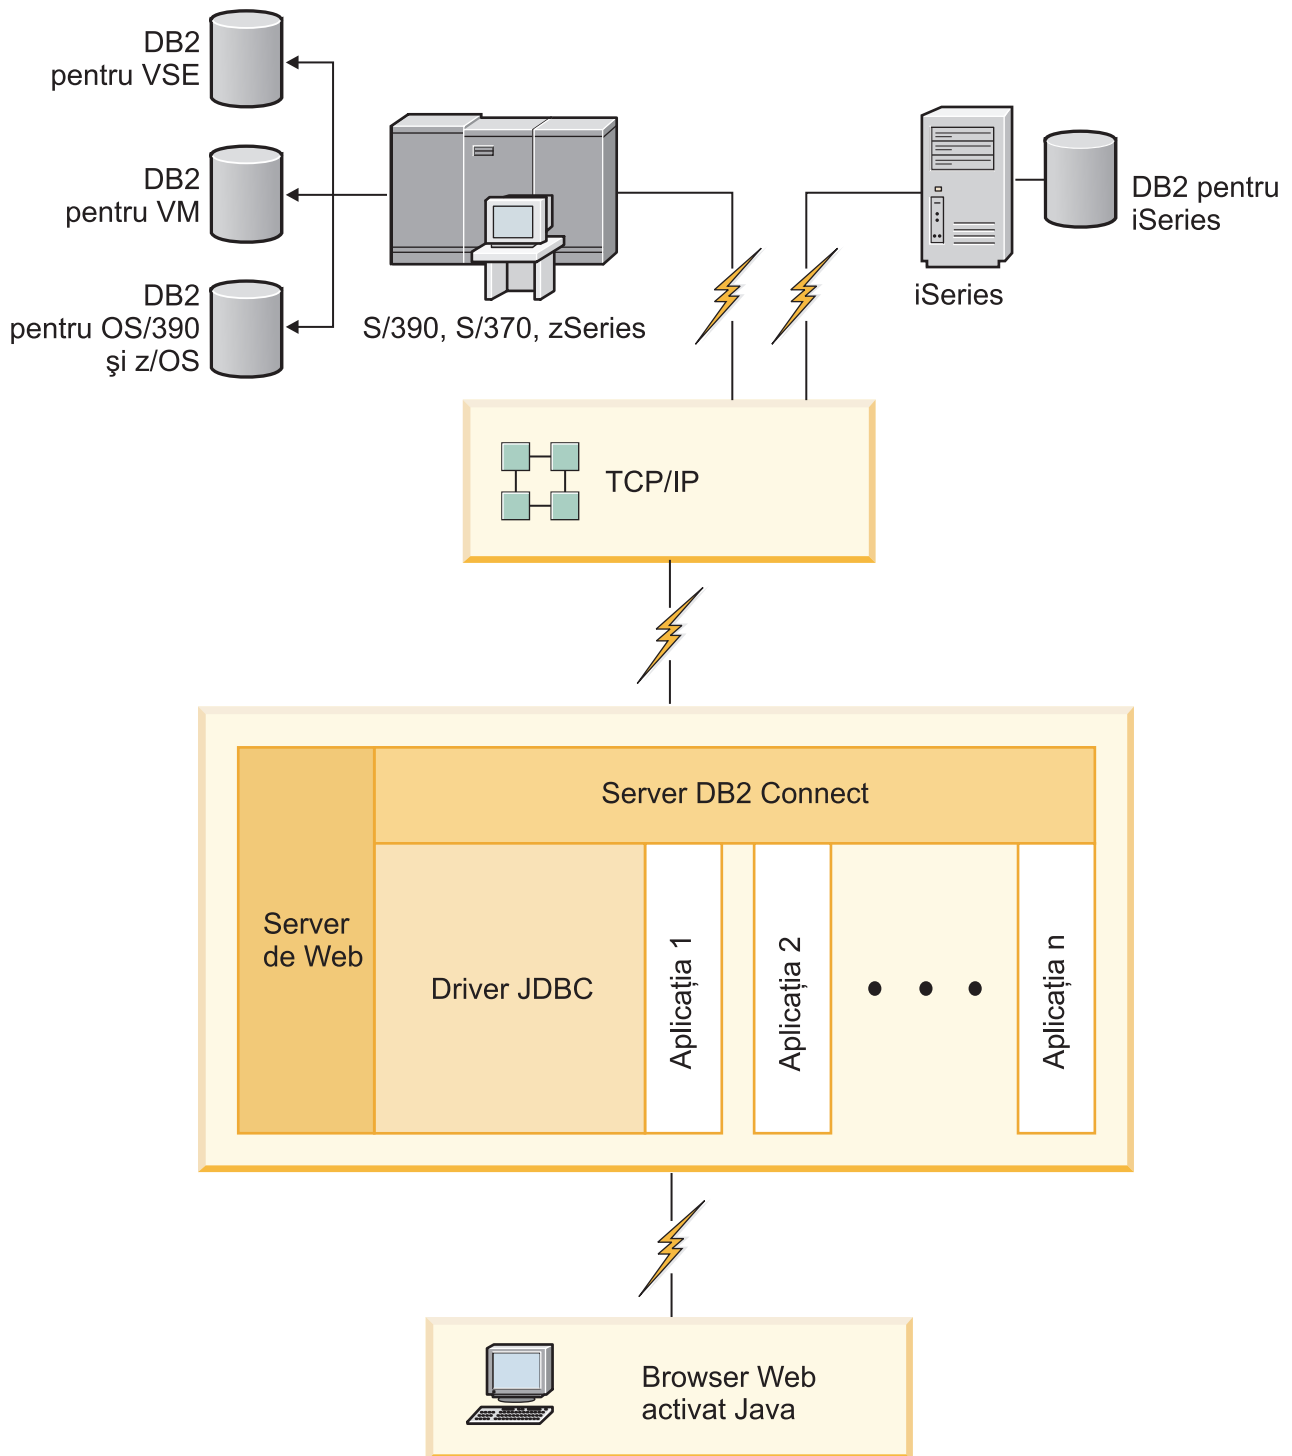 DB2
pentru VSE
DB2
pentru VM
DB2
pentru OS/390
şi z/OS
S/390, S/370, zSeries
iSeries
DB2 pentru
iSeries
TCP/IP
Server DB2 Connect
Server
de Web
Driver JDBC
Aplicaţia 1
Aplicaţia 2
Aplicaţia n
Browser Web
activat Java